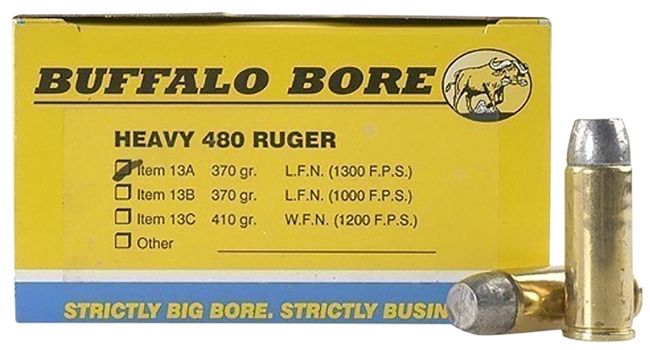 BUFFALO BORE
HEAVY 480 RUGER
Item 13A 370 gr. L.F.N. (1300 F.P.S.)
Item 13B 370 gr. L.F.N. (1000 F.P.S.)
Item 13C 410 gr. W.F.N. (1200 F.P.S.)
Other
STRICTLY BIG BORE. STRICTLY BUSIN